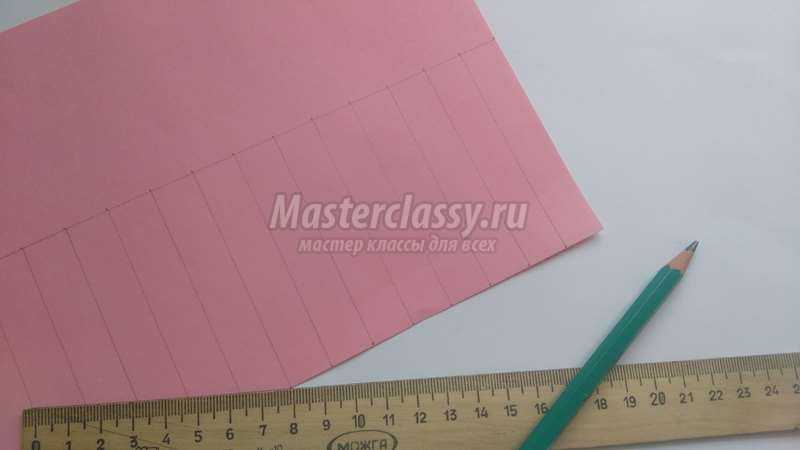 Masterclassy.ru
мастер классы для всех
0 1 2 3 4 5 6 7 8 9 10 11 12 13 14 15 16 18 19 20 21 22 23 24 2
МОЖГА